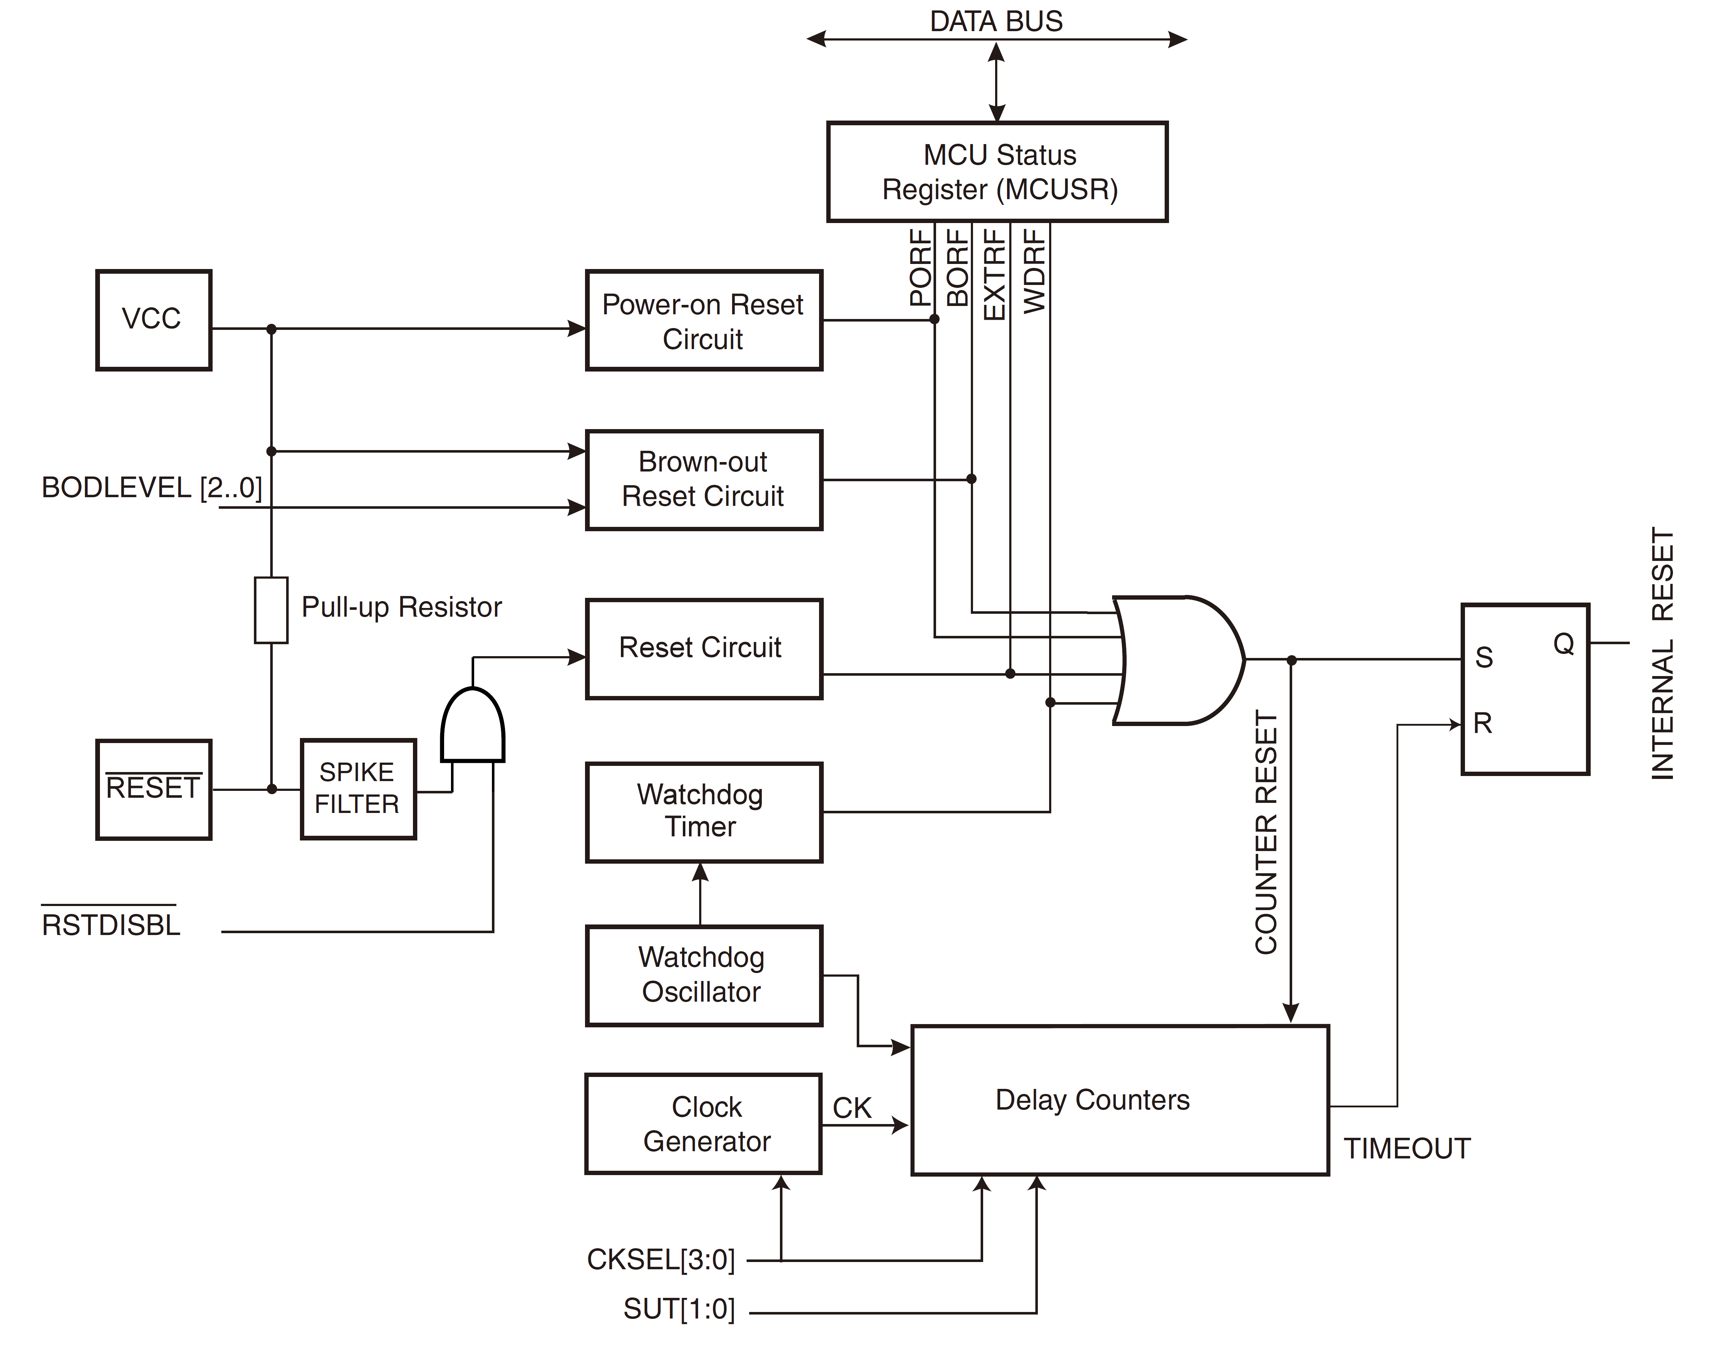 DATA BUS
MCU Status
Register (MCUSR)
PORF
BORF
EXTRF
WDRF
VCC
Power-on Reset
Circuit
Brown-out
Reset Circuit
BODLEVEL [2..0]
Pull-up Resistor
Reset Circuit
S
Q
R
INTERNAL RESET
RESET
SPIKE
FILTER
Watchdog
Timer
COUNTER RESET
RSTDISBL
Watchdog
Oscillator
Clock
Generator
CK
Delay Counters
TIMEOUT
CKSEL[3:0]
SUT[1:0]